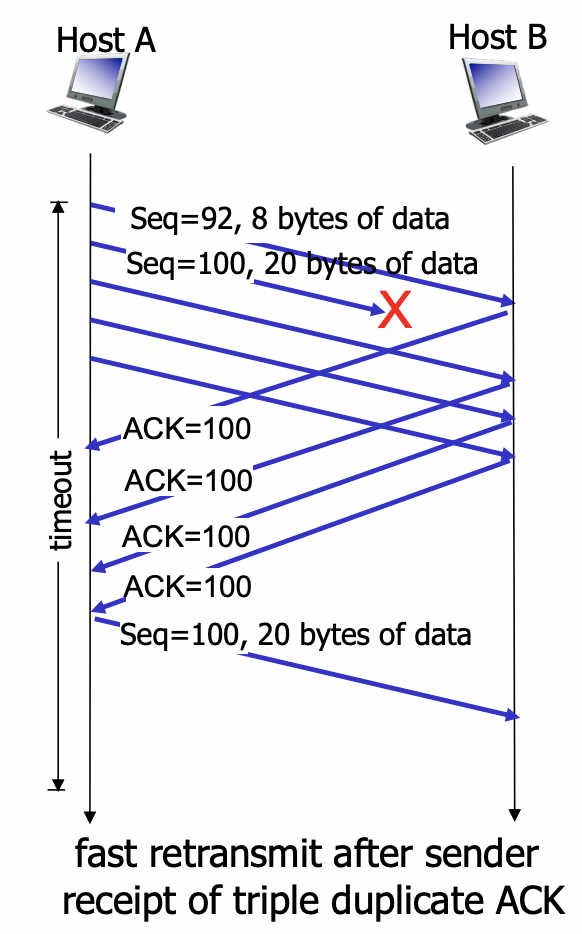 Host A
Host B
Seq=92, 8 bytes of data
Seq=100, 20 bytes of data
X
ACK=100
timeout
ACK=100
ACK=100
ACK=100
Seq=100, 20 bytes of data
fast retransmit after sender
receipt of triple duplicate ACK